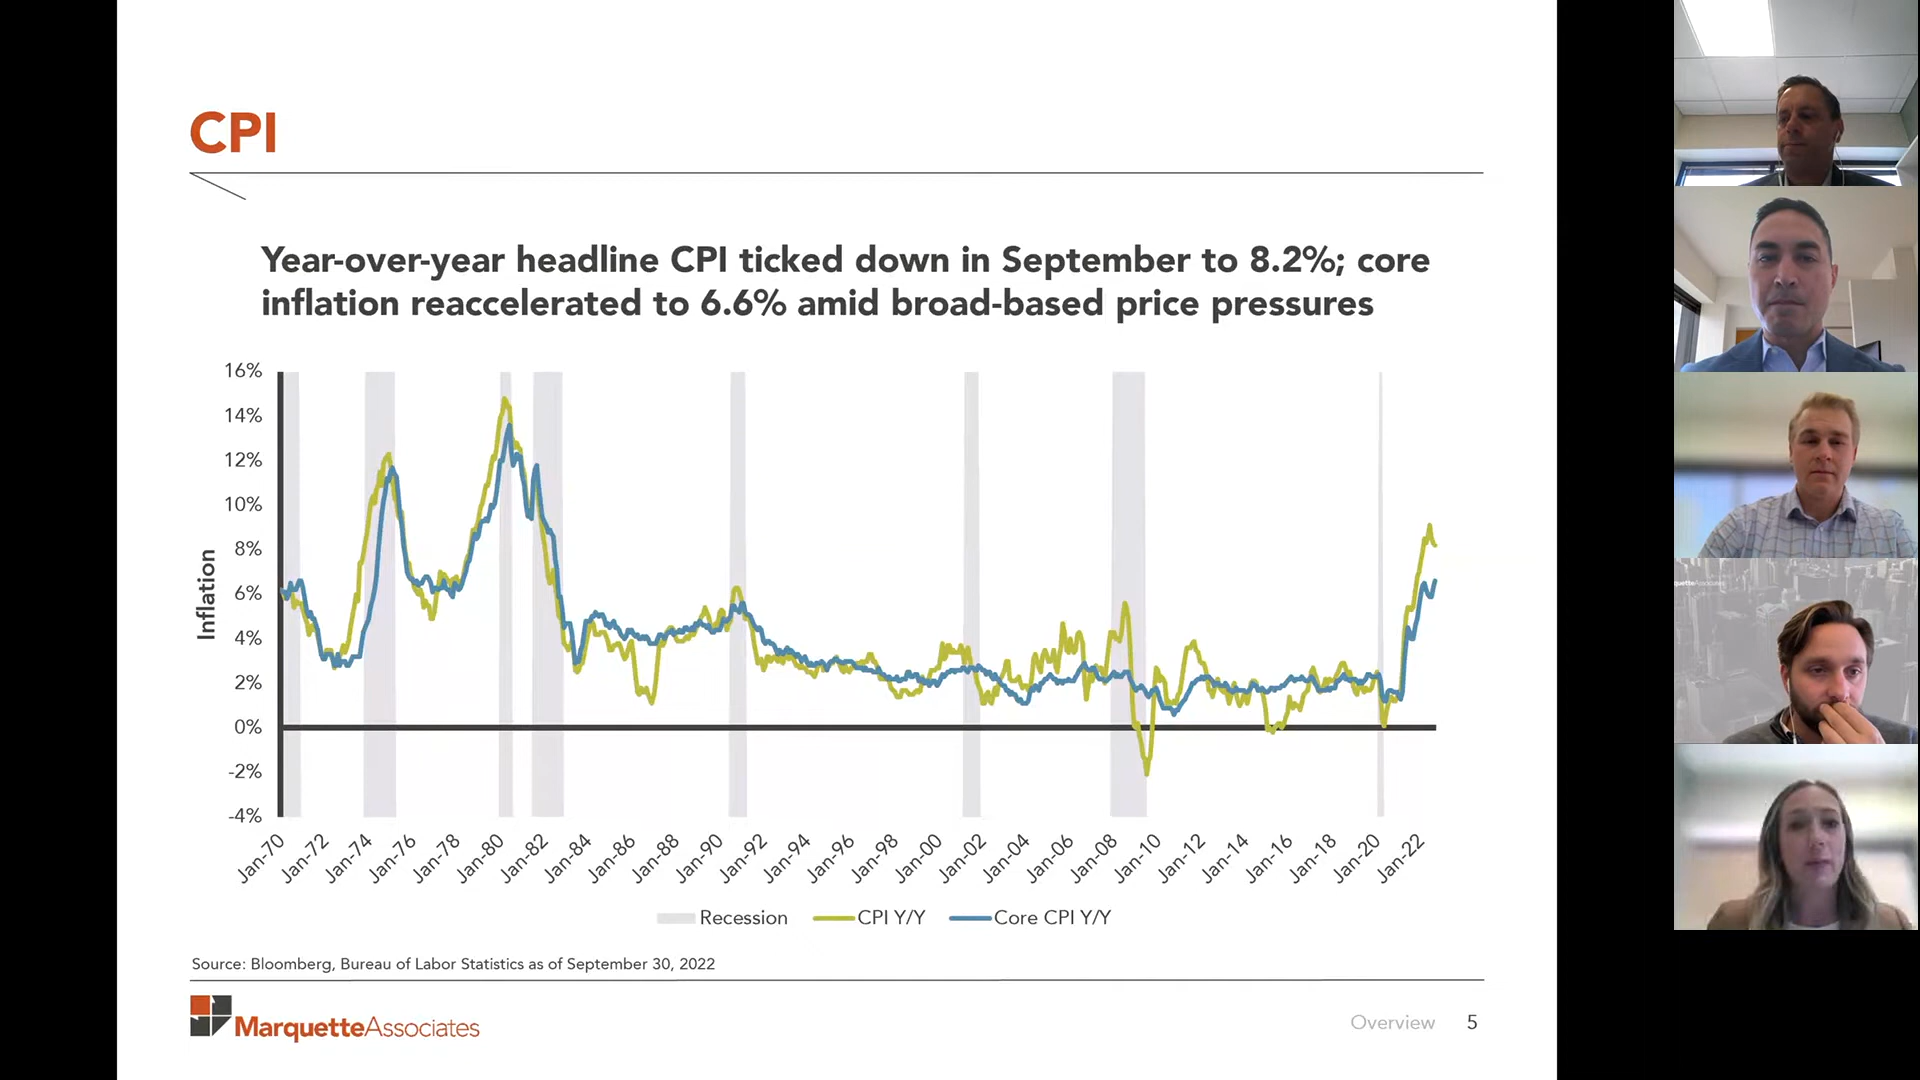 CPI
Year-over-year headline CPI ticked down in September to 8.2%; core
inflation reaccelerated to 6.6% amid broad-based price pressures
Inflation
16%
14%
12%
10%
8%
6%
4%
2%
0%
-2%
-4%
Jan-70
Jan-72
Jan-74
Jan-76
Jan-78
Jan-80
Jan-82
Jan-84
Jan-86
Jan-88
Jan-90
Jan-92
Jan-94
Jan-96
Jan-98
Jan-00
Jan-02
Jan-04
Jan-06
Jan-08
Jan-10
Jan-12
Jan-14
Jan-16
Jan-18
Jan-20
Jan-22
Recession CPI Y/Y Core CPI Y/Y
Source: Bloomberg, Bureau of Labor Statistics as of September 30, 2022
MarquetteAssociates
Overview 5